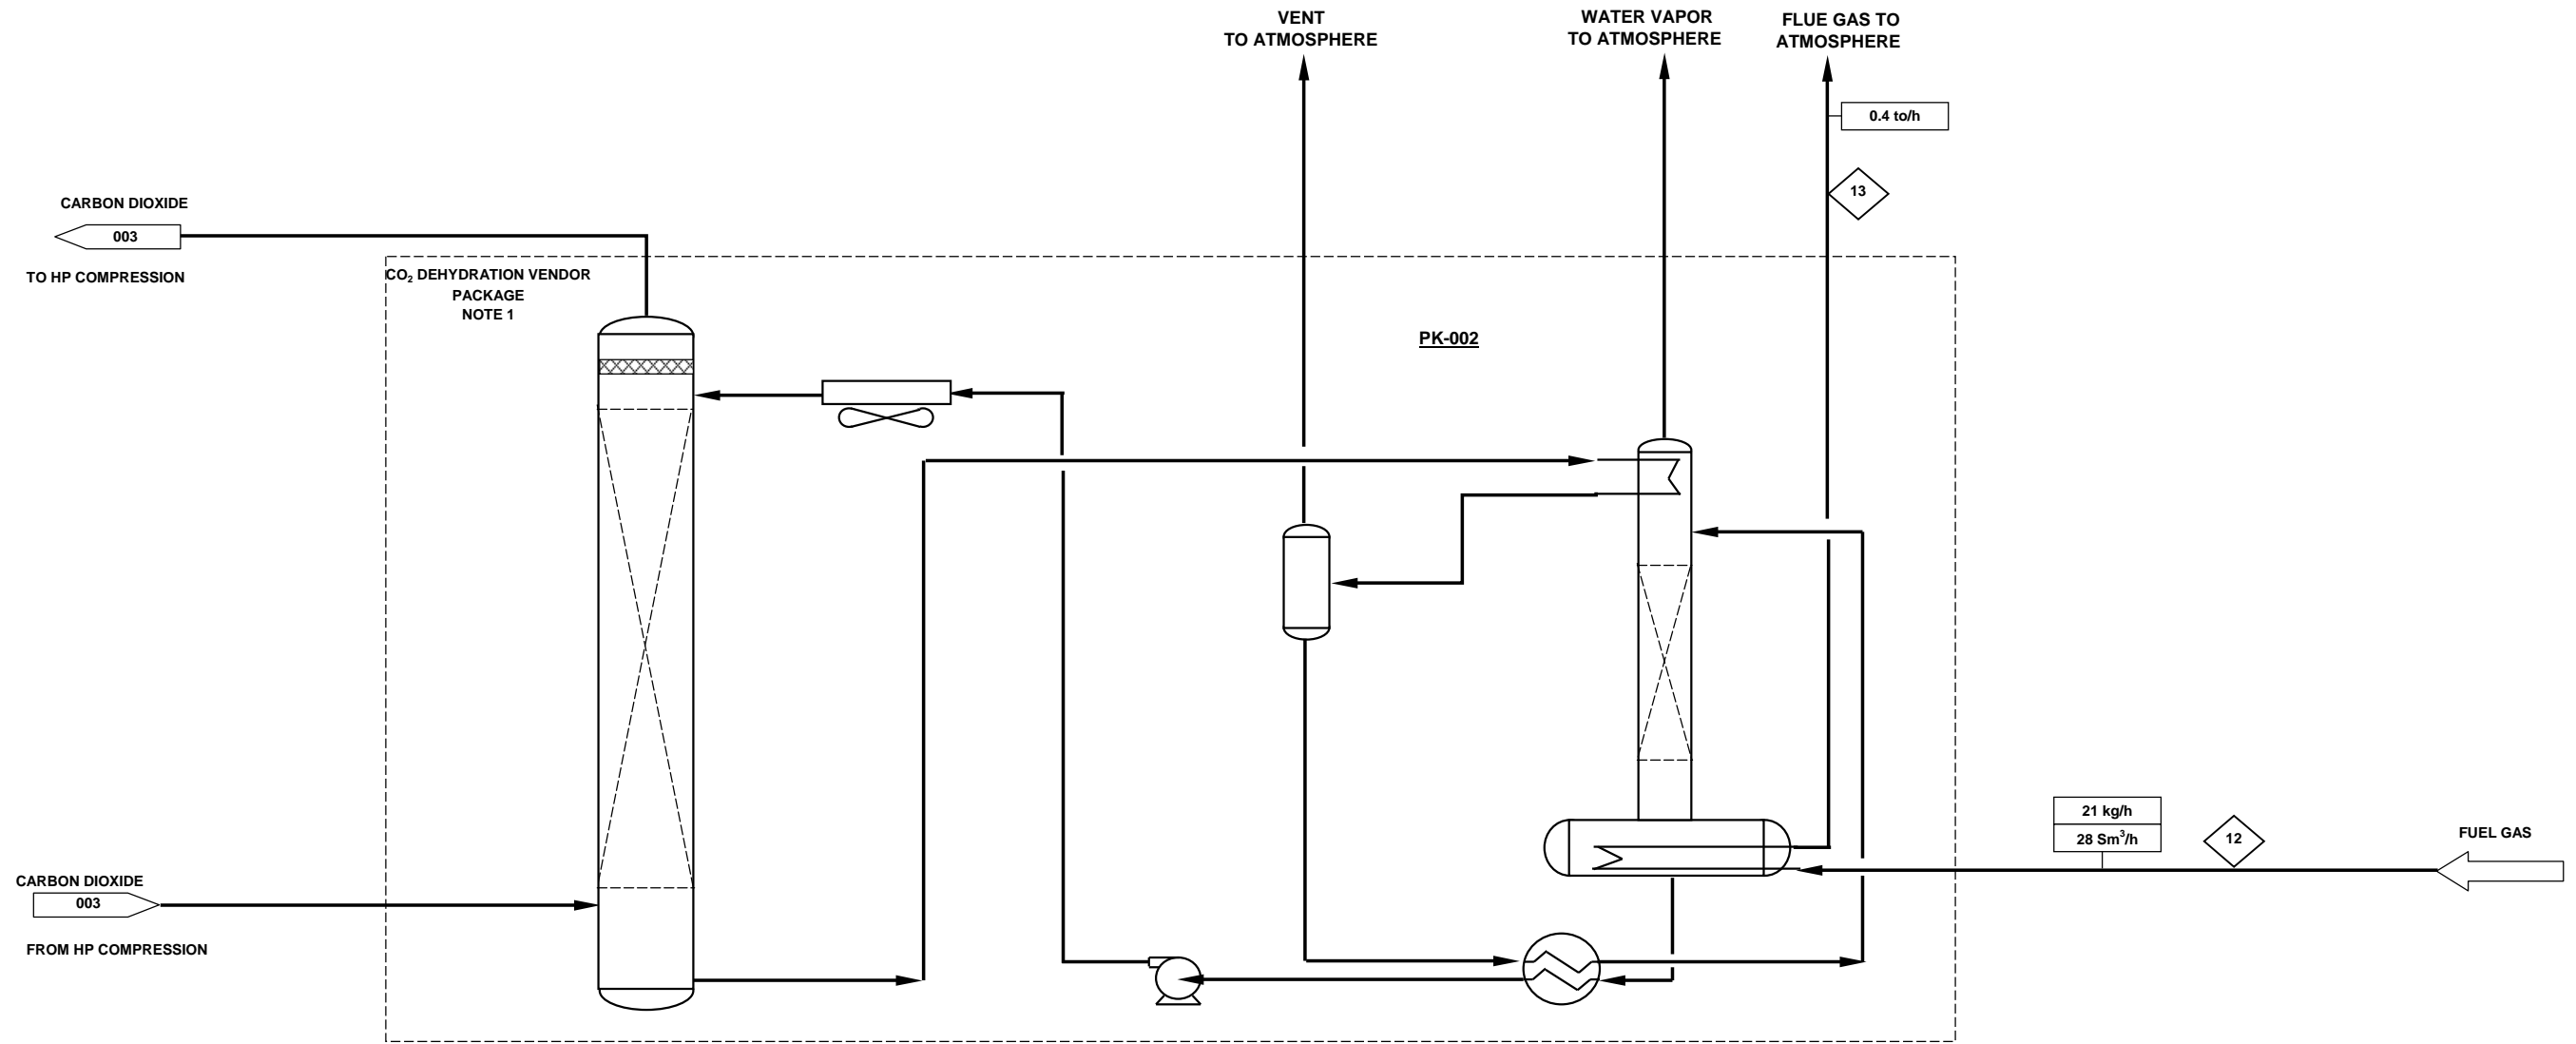 VENT
TO ATMOSPHERE
WATER VAPOR
TO ATMOSPHERE
FLUE GAS TO
ATMOSPHERE
0.4 to/h
13
CARBON DIOXIDE
003
TO HP COMPRESSION
CO₂ DEHYDRATION VENDOR
PACKAGE
NOTE 1
PK-002
21 kg/h
28 Sm³/h
12
FUEL GAS
CARBON DIOXIDE
003
FROM HP COMPRESSION